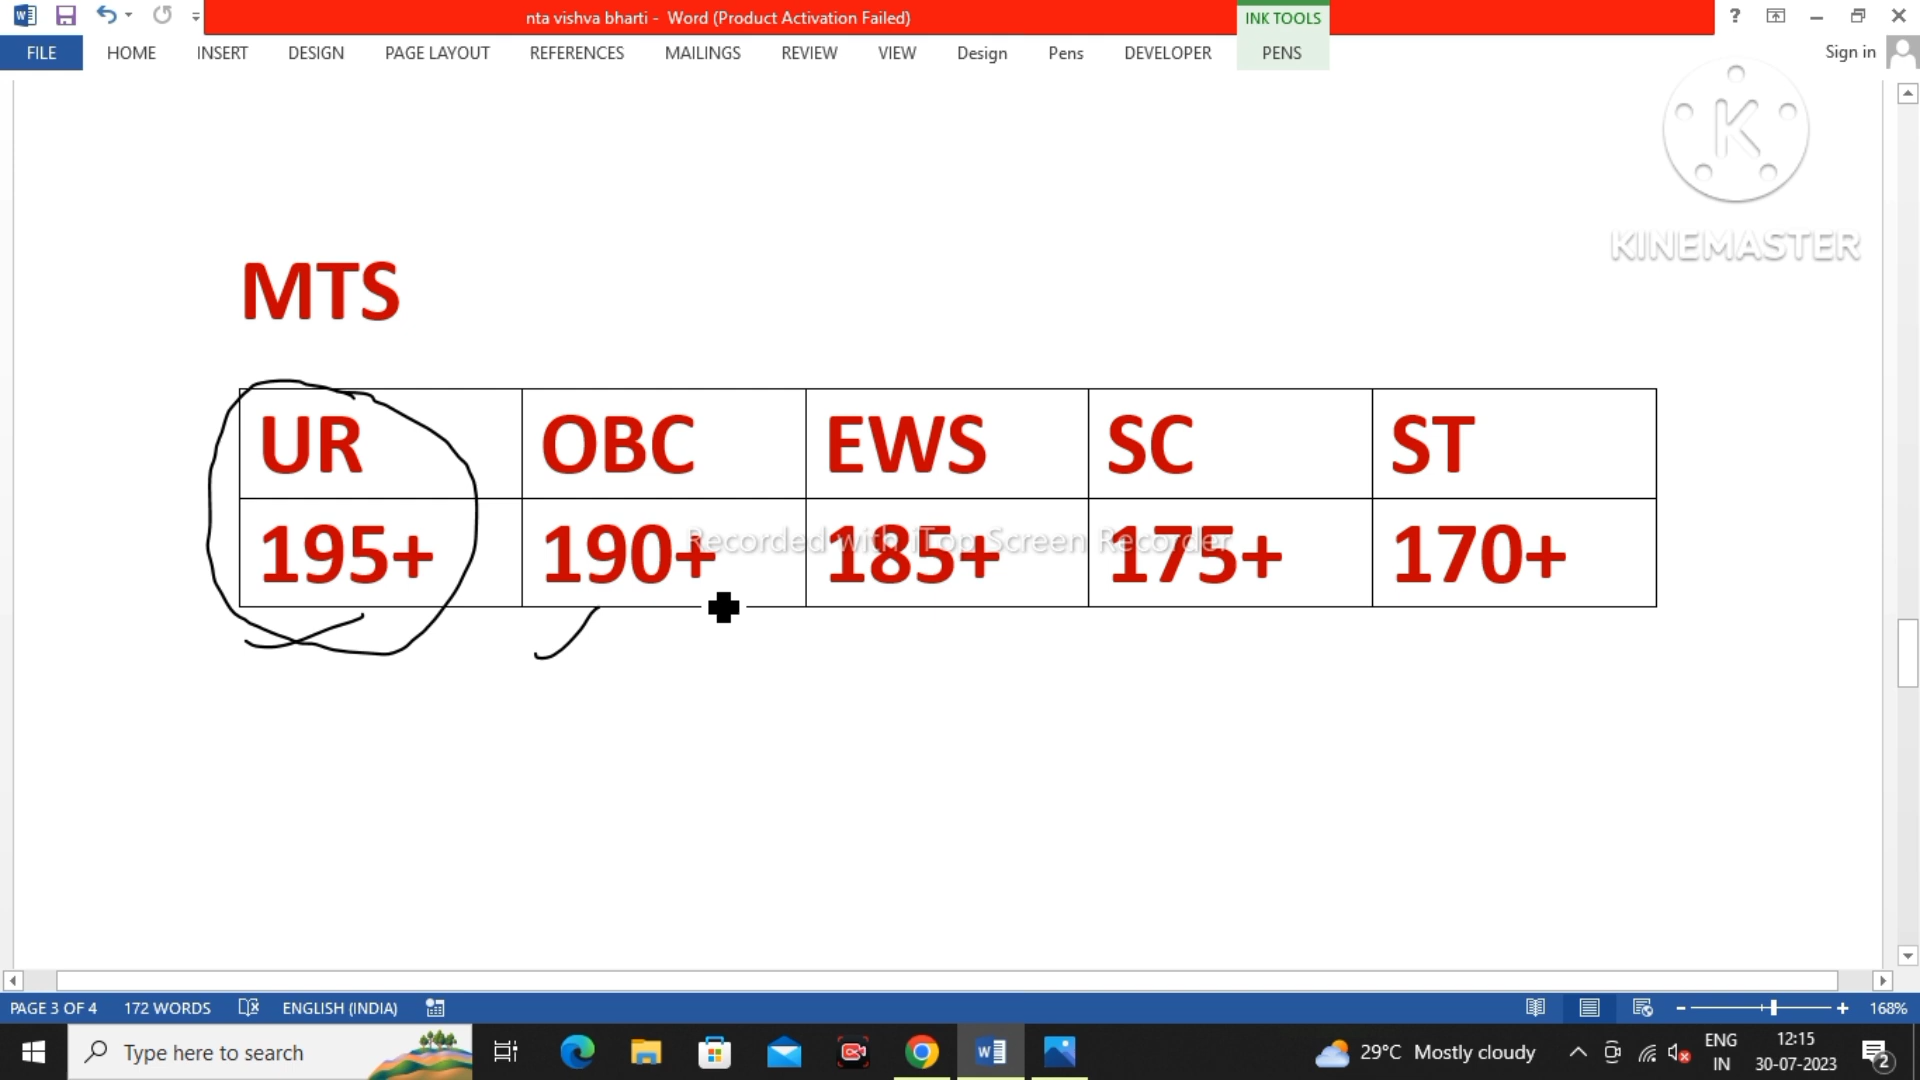 nta vishva bharti - Word (Product Activation Failed)
INK TOOLS
?
FILE HOME INSERT DESIGN PAGE LAYOUT REFERENCES MAILINGS REVIEW VIEW Design Pens DEVELOPER PENS
Sign in
K
KINEMASTER
MTS
UR OBC EWS SC ST
195+ 190+ 185+ 175+ 170+
Recorded with iTop Screen Recorder
PAGE 3 OF 4 172 WORDS ENGLISH (INDIA) 168%
Type here to search
29°C Mostly cloudy
ENG
IN
12:15
30-07-2023
2